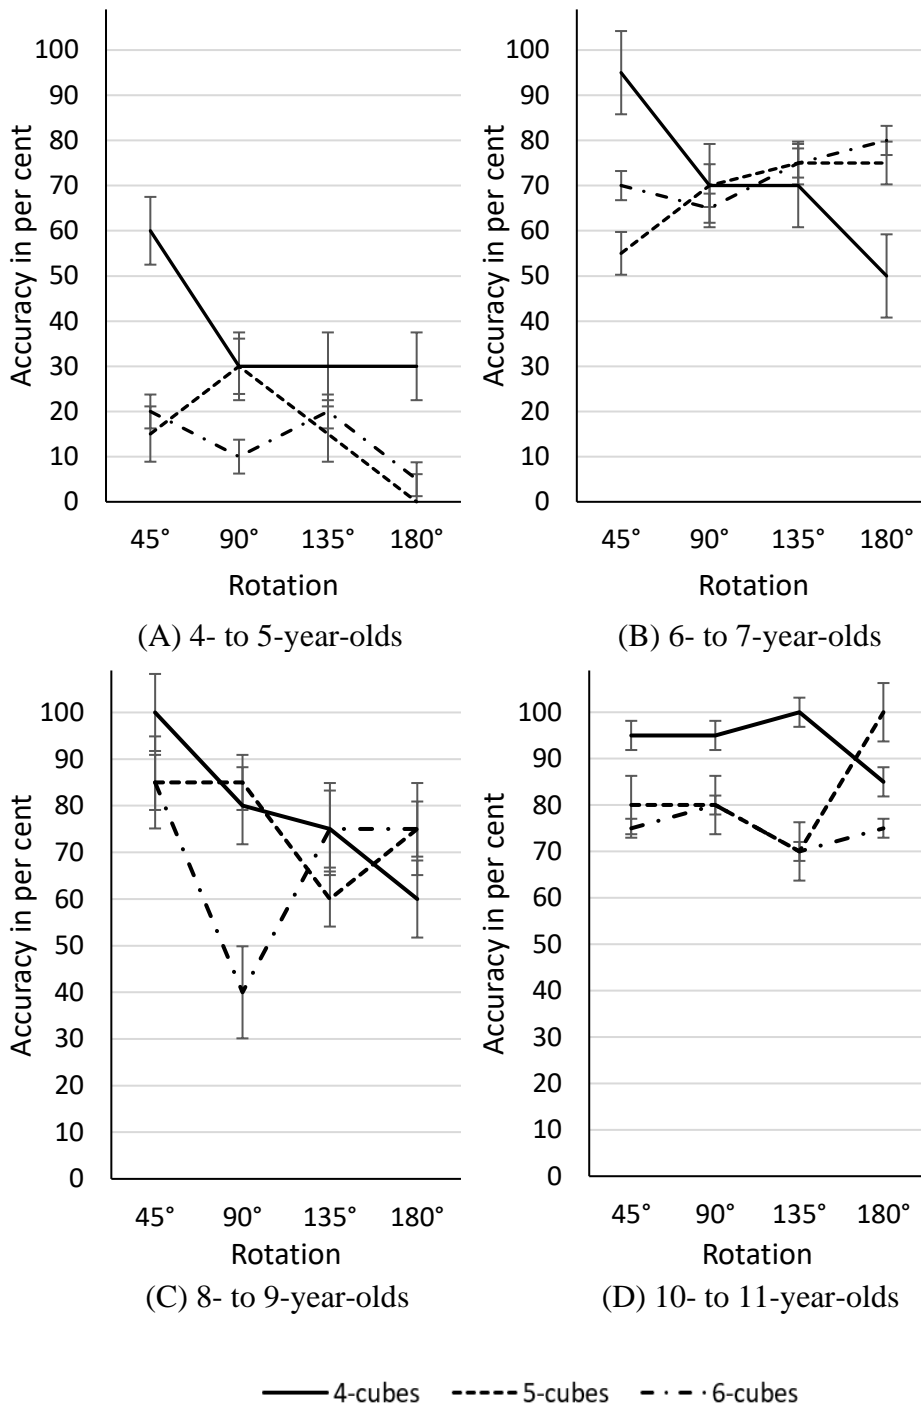 Accuracy in per cent
100
90
80
70
60
50
40
30
20
10
0
45° 90° 135° 180°
Rotation
(A) 4- to 5-year-olds
Accuracy in per cent
100
90
80
70
60
50
40
30
20
10
0
45° 90° 135° 180°
Rotation
(B) 6- to 7-year-olds
Accuracy in per cent
100
90
80
70
60
50
40
30
20
10
0
45° 90° 135° 180°
Rotation
(C) 8- to 9-year-olds
Accuracy in per cent
100
90
80
70
60
50
40
30
20
10
0
45° 90° 135° 180°
Rotation
(D) 10- to 11-year-olds
4-cubes 5-cubes 6-cubes